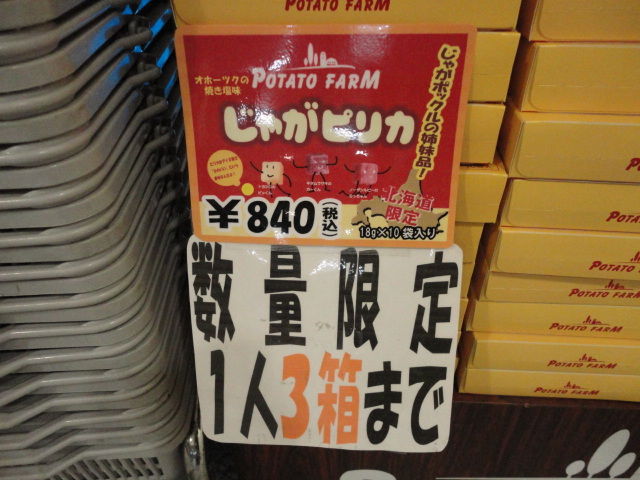 POTATO FARM
オホーツクの
焼き塩味
POTATO FARM
じゃがポックルの姉妹品!
じゃがピリカ
¥840(税込)
北海道
限定
18g×10袋入り
数量限定
1人3箱まで
POTATO FARM
POTATO FARM
POTATO FARM
POTATO FARM
POTATO FARM